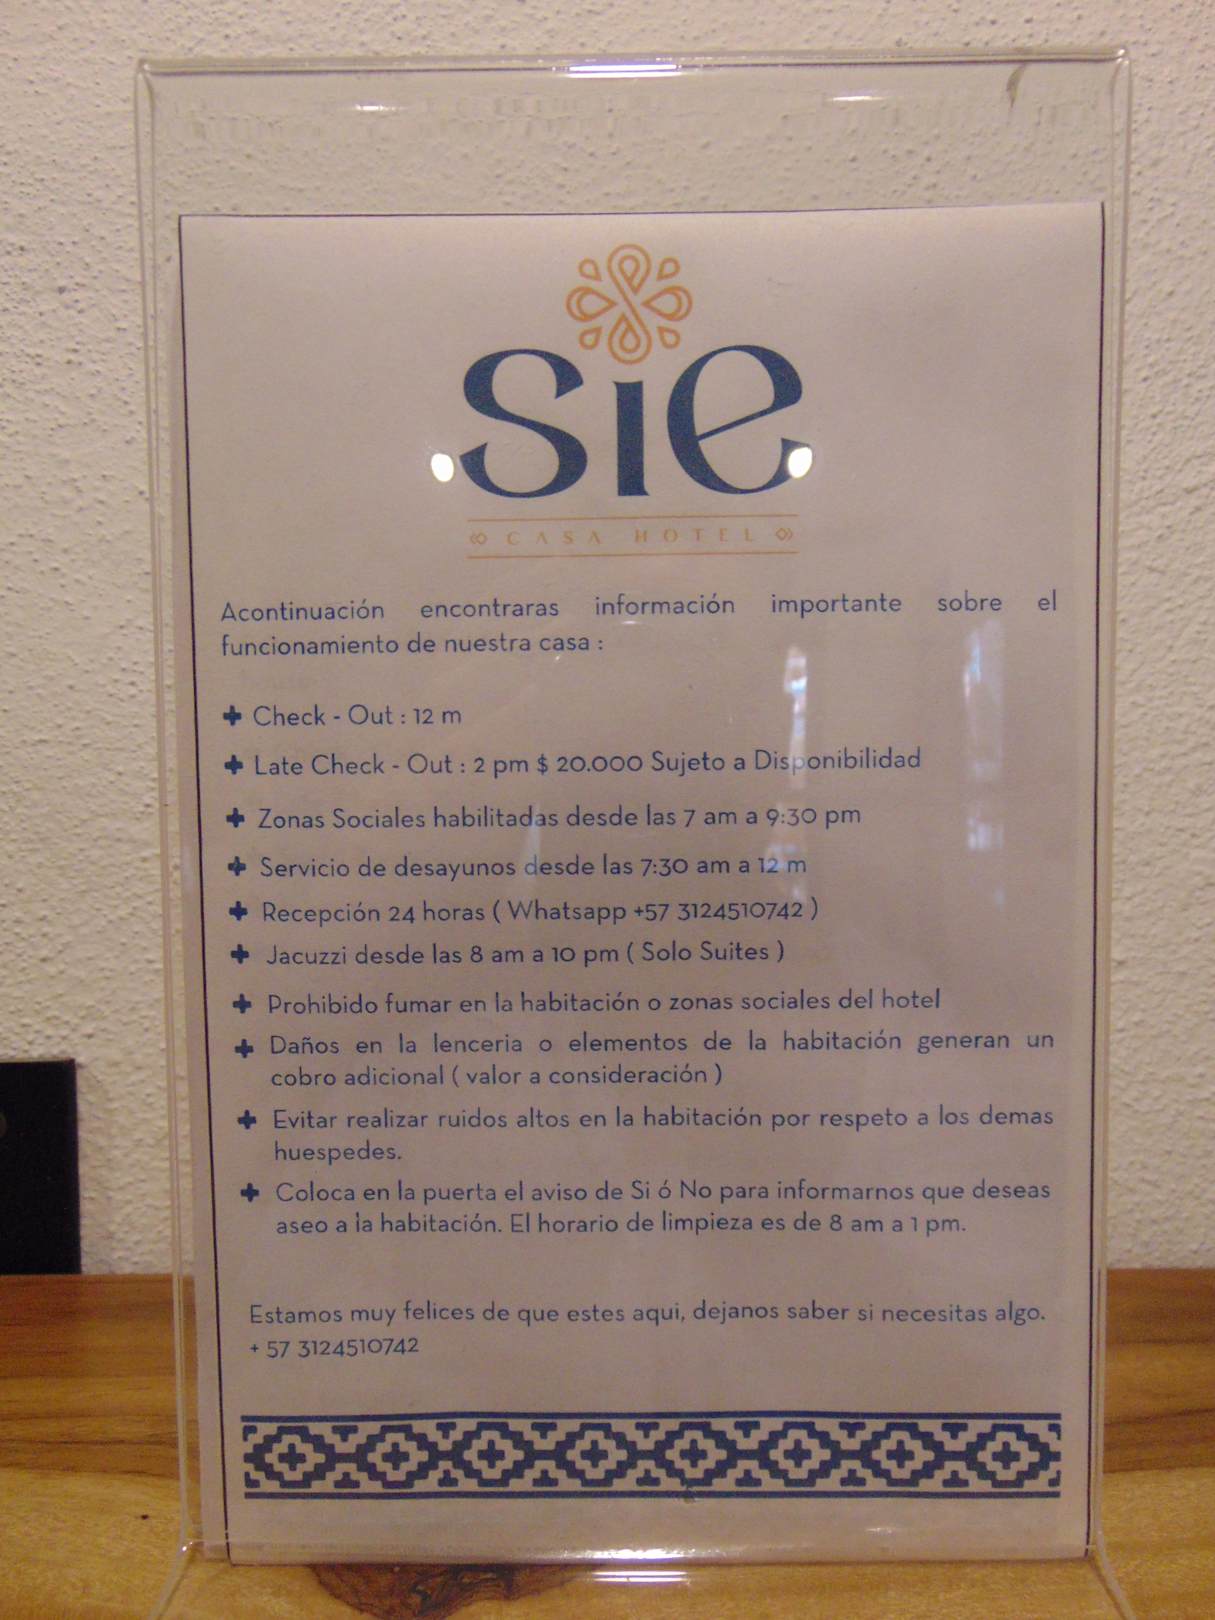 sie
CASA HOTEL
Acontinuación encontraras información importante sobre el
funcionamiento de nuestra casa :
Check - Out : 12 m
Late Check - Out : 2 pm $ 20.000 Sujeto a Disponibilidad
Zonas Sociales habilitadas desde las 7 am a 9:30 pm
Servicio de desayunos desde las 7:30 am a 12 m
Recepción 24 horas ( Whatsapp +57 3124510742 )
Jacuzzi desde las 8 am a 10 pm ( Solo Suites )
Prohibido fumar en la habitación o zonas sociales del hotel
Daños en la lenceria o elementos de la habitación generan un
cobro adicional ( valor a consideración )
Evitar realizar ruidos altos en la habitación por respeto a los demas
huespedes.
Coloca en la puerta el aviso de Si ó No para informarnos que deseas
aseo a la habitación. El horario de limpieza es de 8 am a 1 pm.
Estamos muy felices de que estes aqui, dejanos saber si necesitas algo.
+ 57 3124510742